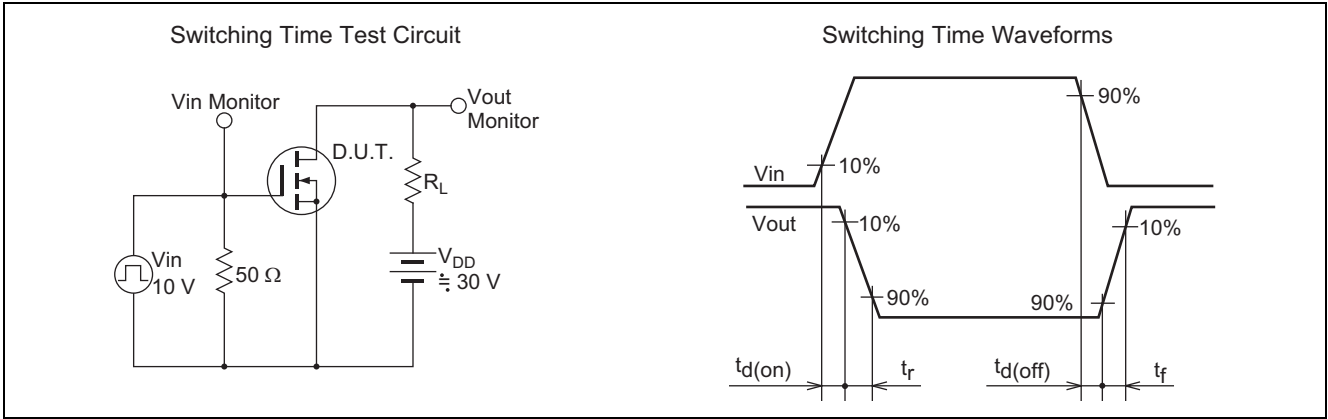 Switching Time Test Circuit
Vin Monitor
Vout
Monitor
D.U.T.
RL
Vin
10 V
50 Ω
VDD
≒ 30 V
Switching Time Waveforms
90%
10%
Vin
Vout
10%
10%
90%
90%
td(on)
tr
td(off)
tf